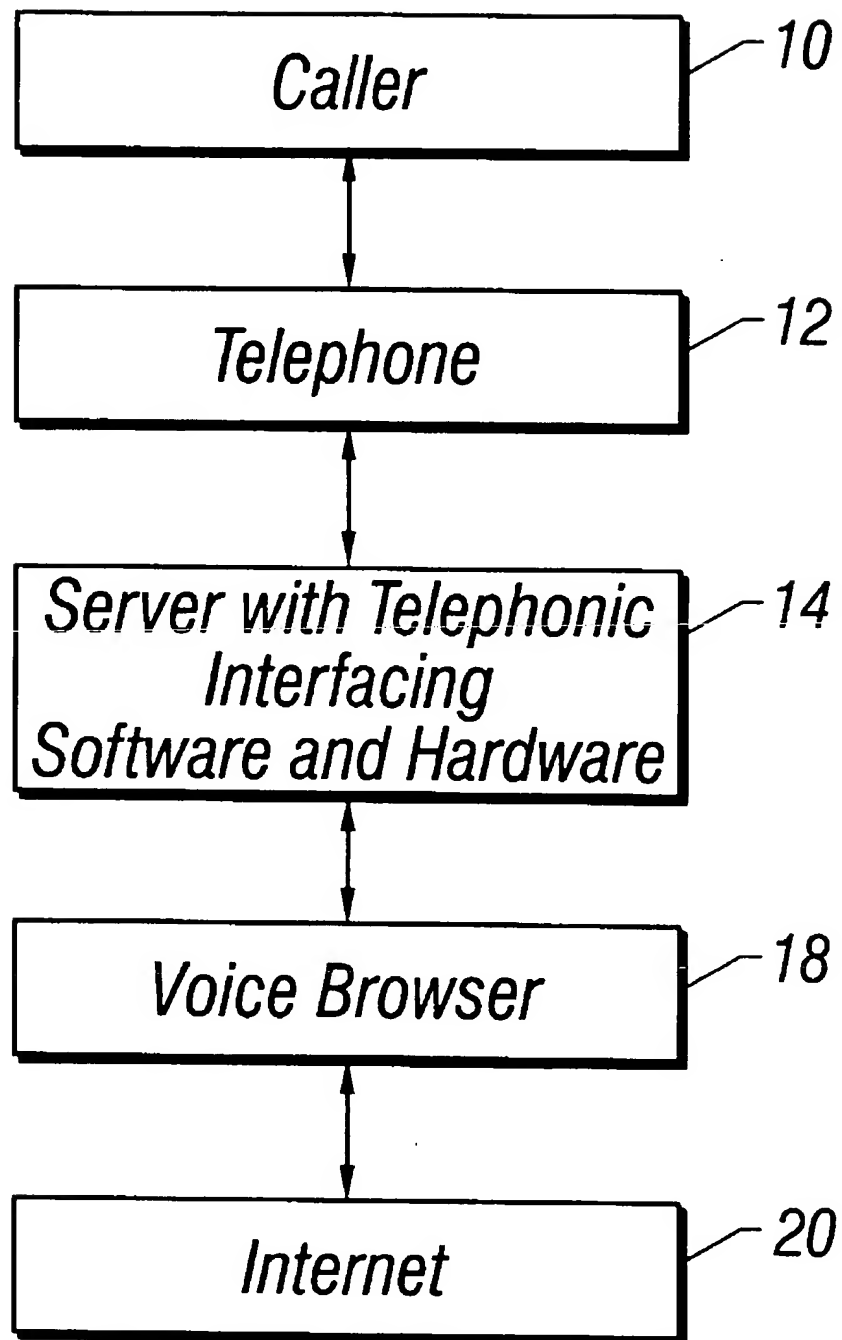 Caller
10
Telephone
12
Server with Telephonic
Interfacing
Software and Hardware
14
Voice Browser
18
Internet
20